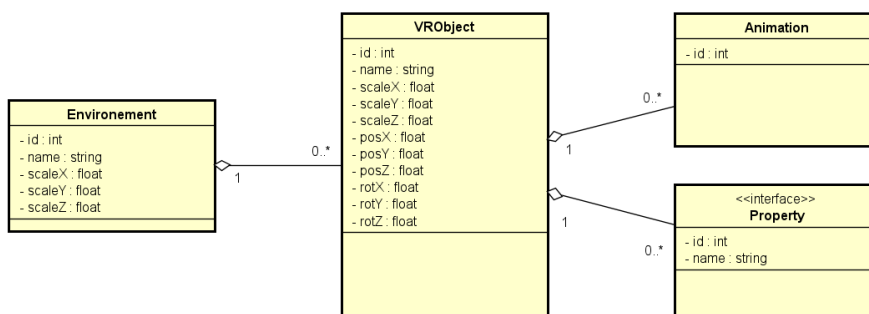 Environement
- id : int
- name : string
- scaleX : float
- scaleY : float
- scaleZ : float
1
0..*
VRObject
- id : int
- name : string
- scaleX : float
- scaleY : float
- scaleZ : float
- posX : float
- posY : float
- posZ : float
- rotX : float
- rotY : float
- rotZ : float
1
0..*
Animation
- id : int
1
0..*
<<interface>>
Property
- id : int
- name : string